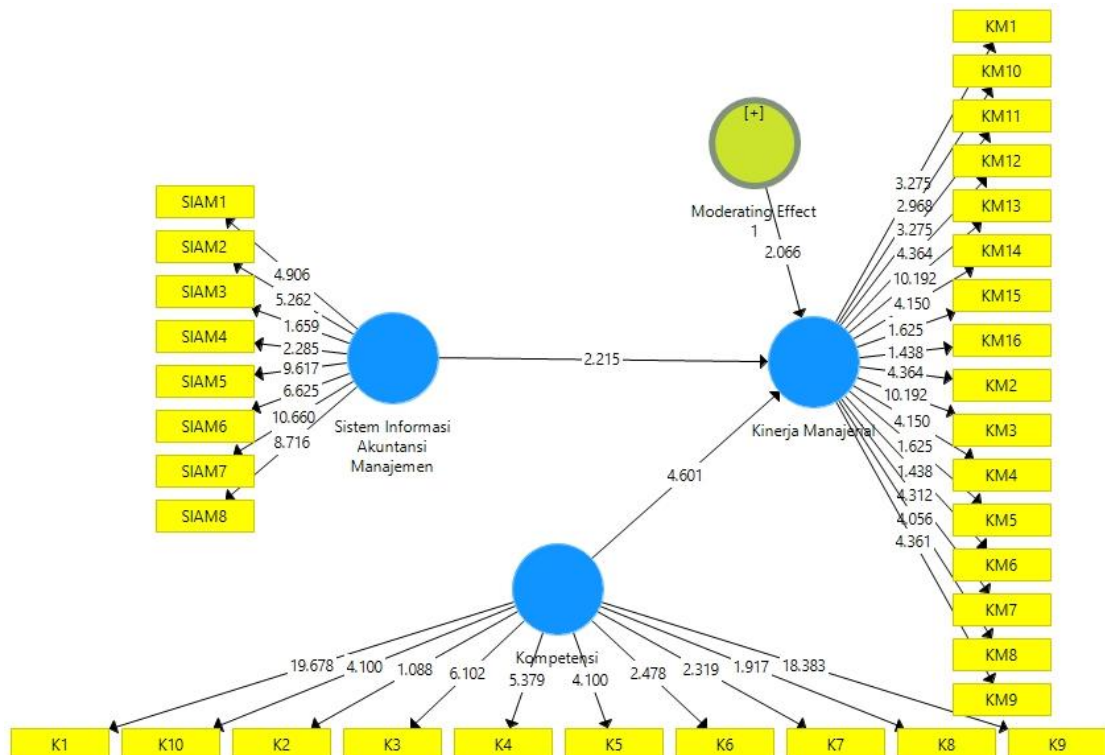 KM1
KM10
KM11
KM12
KM13
KM14
KM15
KM16
KM2
KM3
KM4
KM5
KM6
KM7
KM8
KM9
3.275
2.968
3.275
4.364
10.192
4.150
1.625
1.438
4.364
10.192
4.150
1.625
1.438
4.312
4.056
4.361
[+]
Moderating Effect
1
2.066
SIAM1
SIAM2
SIAM3
SIAM4
SIAM5
SIAM6
SIAM7
SIAM8
4.906
5.262
1.659
2.285
9.617
6.625
10.660
8.716
Sistem Informasi
Akuntansi
Manajemen
2.215
Kinerja Manajerial
4.601
Kompetensi
19.678
4.100
1.088
6.102
5.379
4.100
2.478
2.319
1.917
18.383
K1
K10
K2
K3
K4
K5
K6
K7
K8
K9